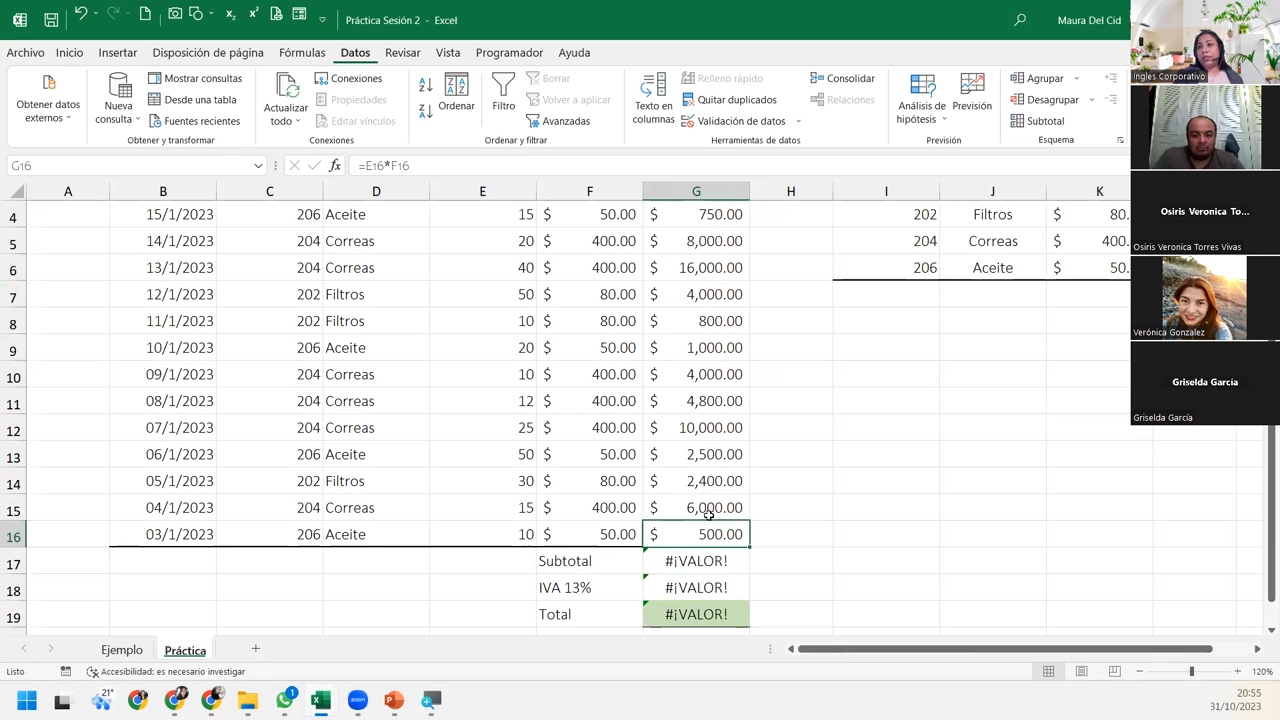 Práctica Sesión 2 - Excel
Maura Del Cid
Archivo Inicio Insertar Disposición de página Fórmulas Datos Revisar Vista Programador Ayuda
Obtener datos externos
Nueva consulta
Mostrar consultas
Desde una tabla
Fuentes recientes
Obtener y transformar
Actualizar todo
Conexiones
Propiedades
Editar vínculos
Conexiones
Ordenar
Filtro
Borrar
Volver a aplicar
Avanzadas
Ordenar y filtrar
Texto en columnas
Relleno rápido
Quitar duplicados
Validación de datos
Consolidar
Relaciones
Herramientas de datos
Análisis de hipótesis
Previsión
Previsión
Agrupar
Desagrupar
Subtotal
Esquema
G16 fx =E16*F16
A B C D E F G H I J K
4 15/1/2023 206 Aceite 15 $ 50.00 $ 750.00 202 Filtros $ 80.
5 14/1/2023 204 Correas 20 $ 400.00 $ 8,000.00 204 Correas $ 400.
6 13/1/2023 204 Correas 40 $ 400.00 $ 16,000.00 206 Aceite $ 50.
7 12/1/2023 202 Filtros 50 $ 80.00 $ 4,000.00
8 11/1/2023 202 Filtros 10 $ 80.00 $ 800.00
9 10/1/2023 206 Aceite 20 $ 50.00 $ 1,000.00
10 09/1/2023 204 Correas 10 $ 400.00 $ 4,000.00
11 08/1/2023 204 Correas 12 $ 400.00 $ 4,800.00
12 07/1/2023 204 Correas 25 $ 400.00 $ 10,000.00
13 06/1/2023 206 Aceite 50 $ 50.00 $ 2,500.00
14 05/1/2023 202 Filtros 30 $ 80.00 $ 2,400.00
15 04/1/2023 204 Correas 15 $ 400.00 $ 6,000.00
16 03/1/2023 206 Aceite 10 $ 50.00 $ 500.00
17 Subtotal #¡VALOR!
18 IVA 13% #¡VALOR!
19 Total #¡VALOR!
Ingles Corporativo
Osiris Veronica To...
Osiris Veronica Torres Vivas
Verónica Gonzalez
Griselda García
Griselda García
Ejemplo Práctica
Listo Accesibilidad: es necesario investigar 120%
21° 1 zoom 20:55
31/10/2023